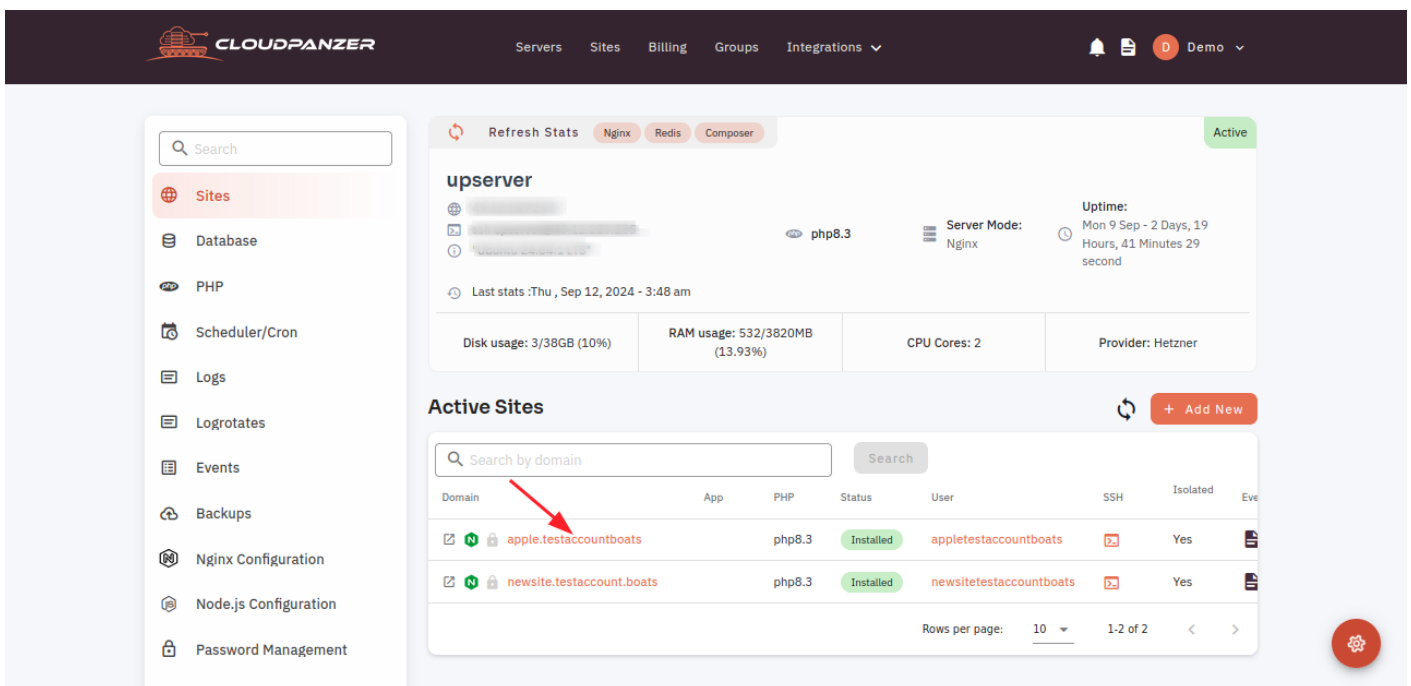 CLOUDPANZER
Servers Sites Billing Groups Integrations
D Demo
Search
Sites
Database
php PHP
Scheduler/Cron
Logs
Logrotates
Events
Backups
Nginx Configuration
Node.js Configuration
Password Management
Refresh Stats Nginx Redis Composer
Active
upserver
php php8.3
Server Mode:
Nginx
Uptime:
Mon 9 Sep - 2 Days, 19
Hours, 41 Minutes 29
second
Last stats :Thu , Sep 12, 2024 - 3:48 am
Disk usage: 3/38GB (10%)
RAM usage: 532/3820MB
(13.93%)
CPU Cores: 2
Provider: Hetzner
Active Sites
+ Add New
Search by domain
Search
Domain App PHP Status User SSH Isolated Eve
N apple.testaccountboats php8.3 Installed appletestaccountboats Yes
N newsite.testaccount.boats php8.3 Installed newsitetestaccountboats Yes
Rows per page: 10 1-2 of 2